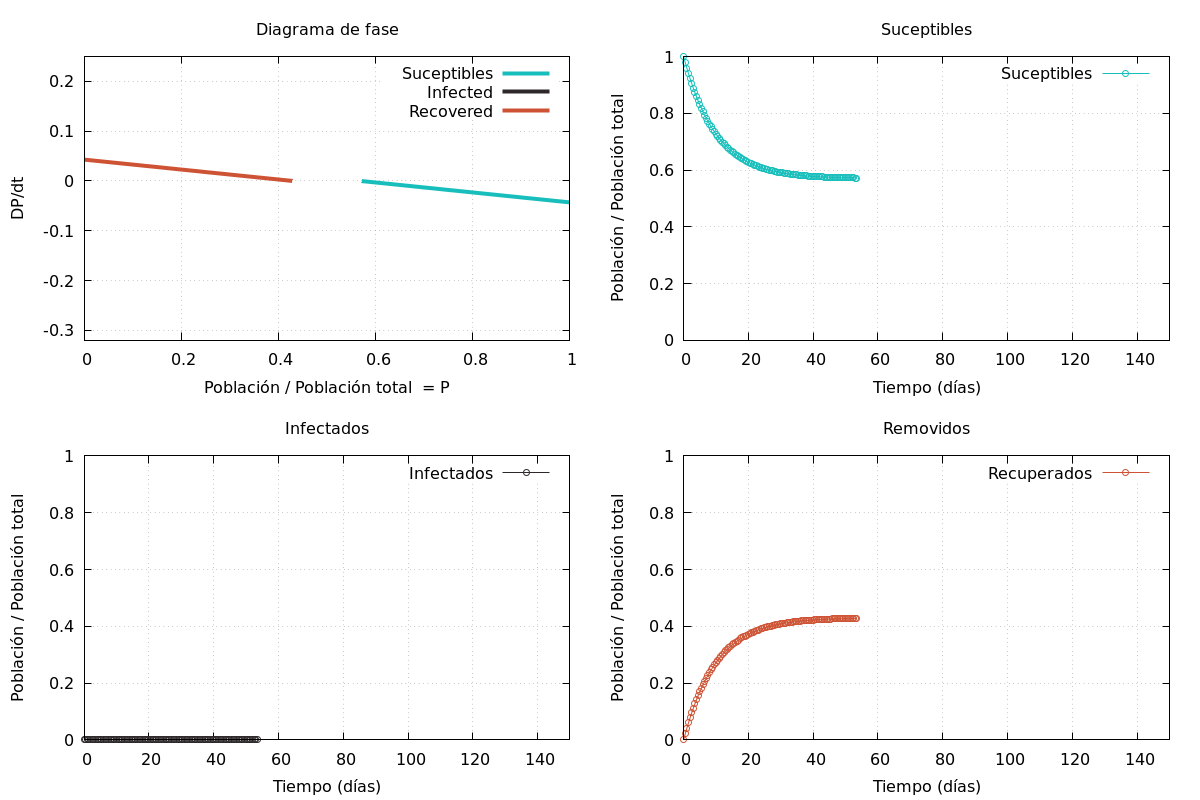 Diagrama de fase
DP/dt
0.2
0.1
0
-0.1
-0.2
-0.3
Suceptibles
Infected
Recovered
0 0.2 0.4 0.6 0.8 1
Población / Población total = P
Suceptibles
Población / Población total
1
0.8
0.6
0.4
0.2
0
Suceptibles
0 20 40 60 80 100 120 140
Tiempo (días)
Infectados
Población / Población total
1
0.8
0.6
0.4
0.2
0
Infectados
0 20 40 60 80 100 120 140
Tiempo (días)
Removidos
Población / Población total
1
0.8
0.6
0.4
0.2
0
Recuperados
0 20 40 60 80 100 120 140
Tiempo (días)